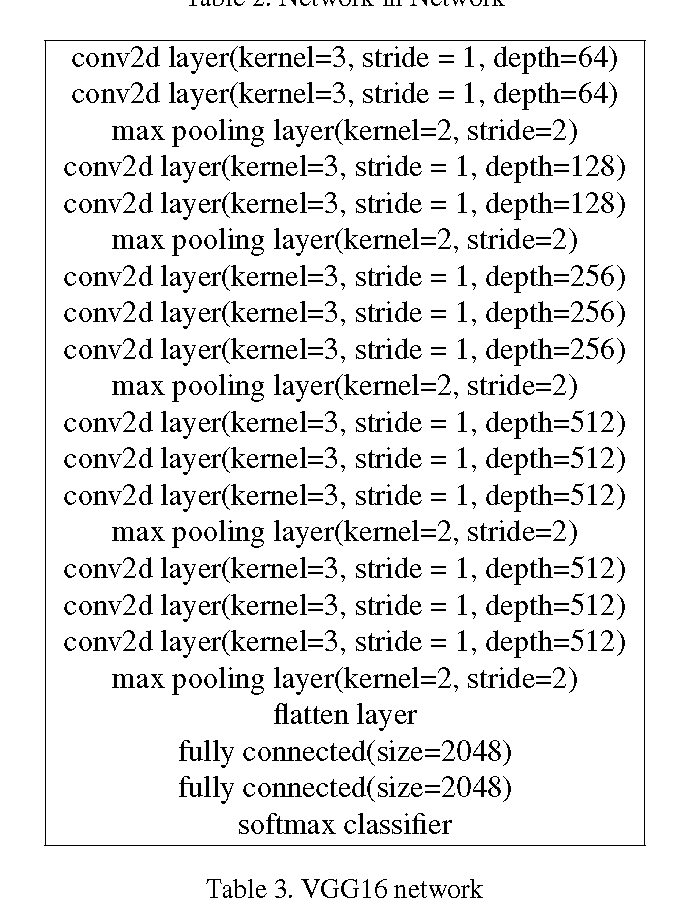 Table 2. Network in Network
conv2d layer(kernel=3, stride = 1, depth=64)
conv2d layer(kernel=3, stride = 1, depth=64)
max pooling layer(kernel=2, stride=2)
conv2d layer(kernel=3, stride = 1, depth=128)
conv2d layer(kernel=3, stride = 1, depth=128)
max pooling layer(kernel=2, stride=2)
conv2d layer(kernel=3, stride = 1, depth=256)
conv2d layer(kernel=3, stride = 1, depth=256)
conv2d layer(kernel=3, stride = 1, depth=256)
max pooling layer(kernel=2, stride=2)
conv2d layer(kernel=3, stride = 1, depth=512)
conv2d layer(kernel=3, stride = 1, depth=512)
conv2d layer(kernel=3, stride = 1, depth=512)
max pooling layer(kernel=2, stride=2)
conv2d layer(kernel=3, stride = 1, depth=512)
conv2d layer(kernel=3, stride = 1, depth=512)
conv2d layer(kernel=3, stride = 1, depth=512)
max pooling layer(kernel=2, stride=2)
flatten layer
fully connected(size=2048)
fully connected(size=2048)
softmax classifier
Table 3. VGG16 network